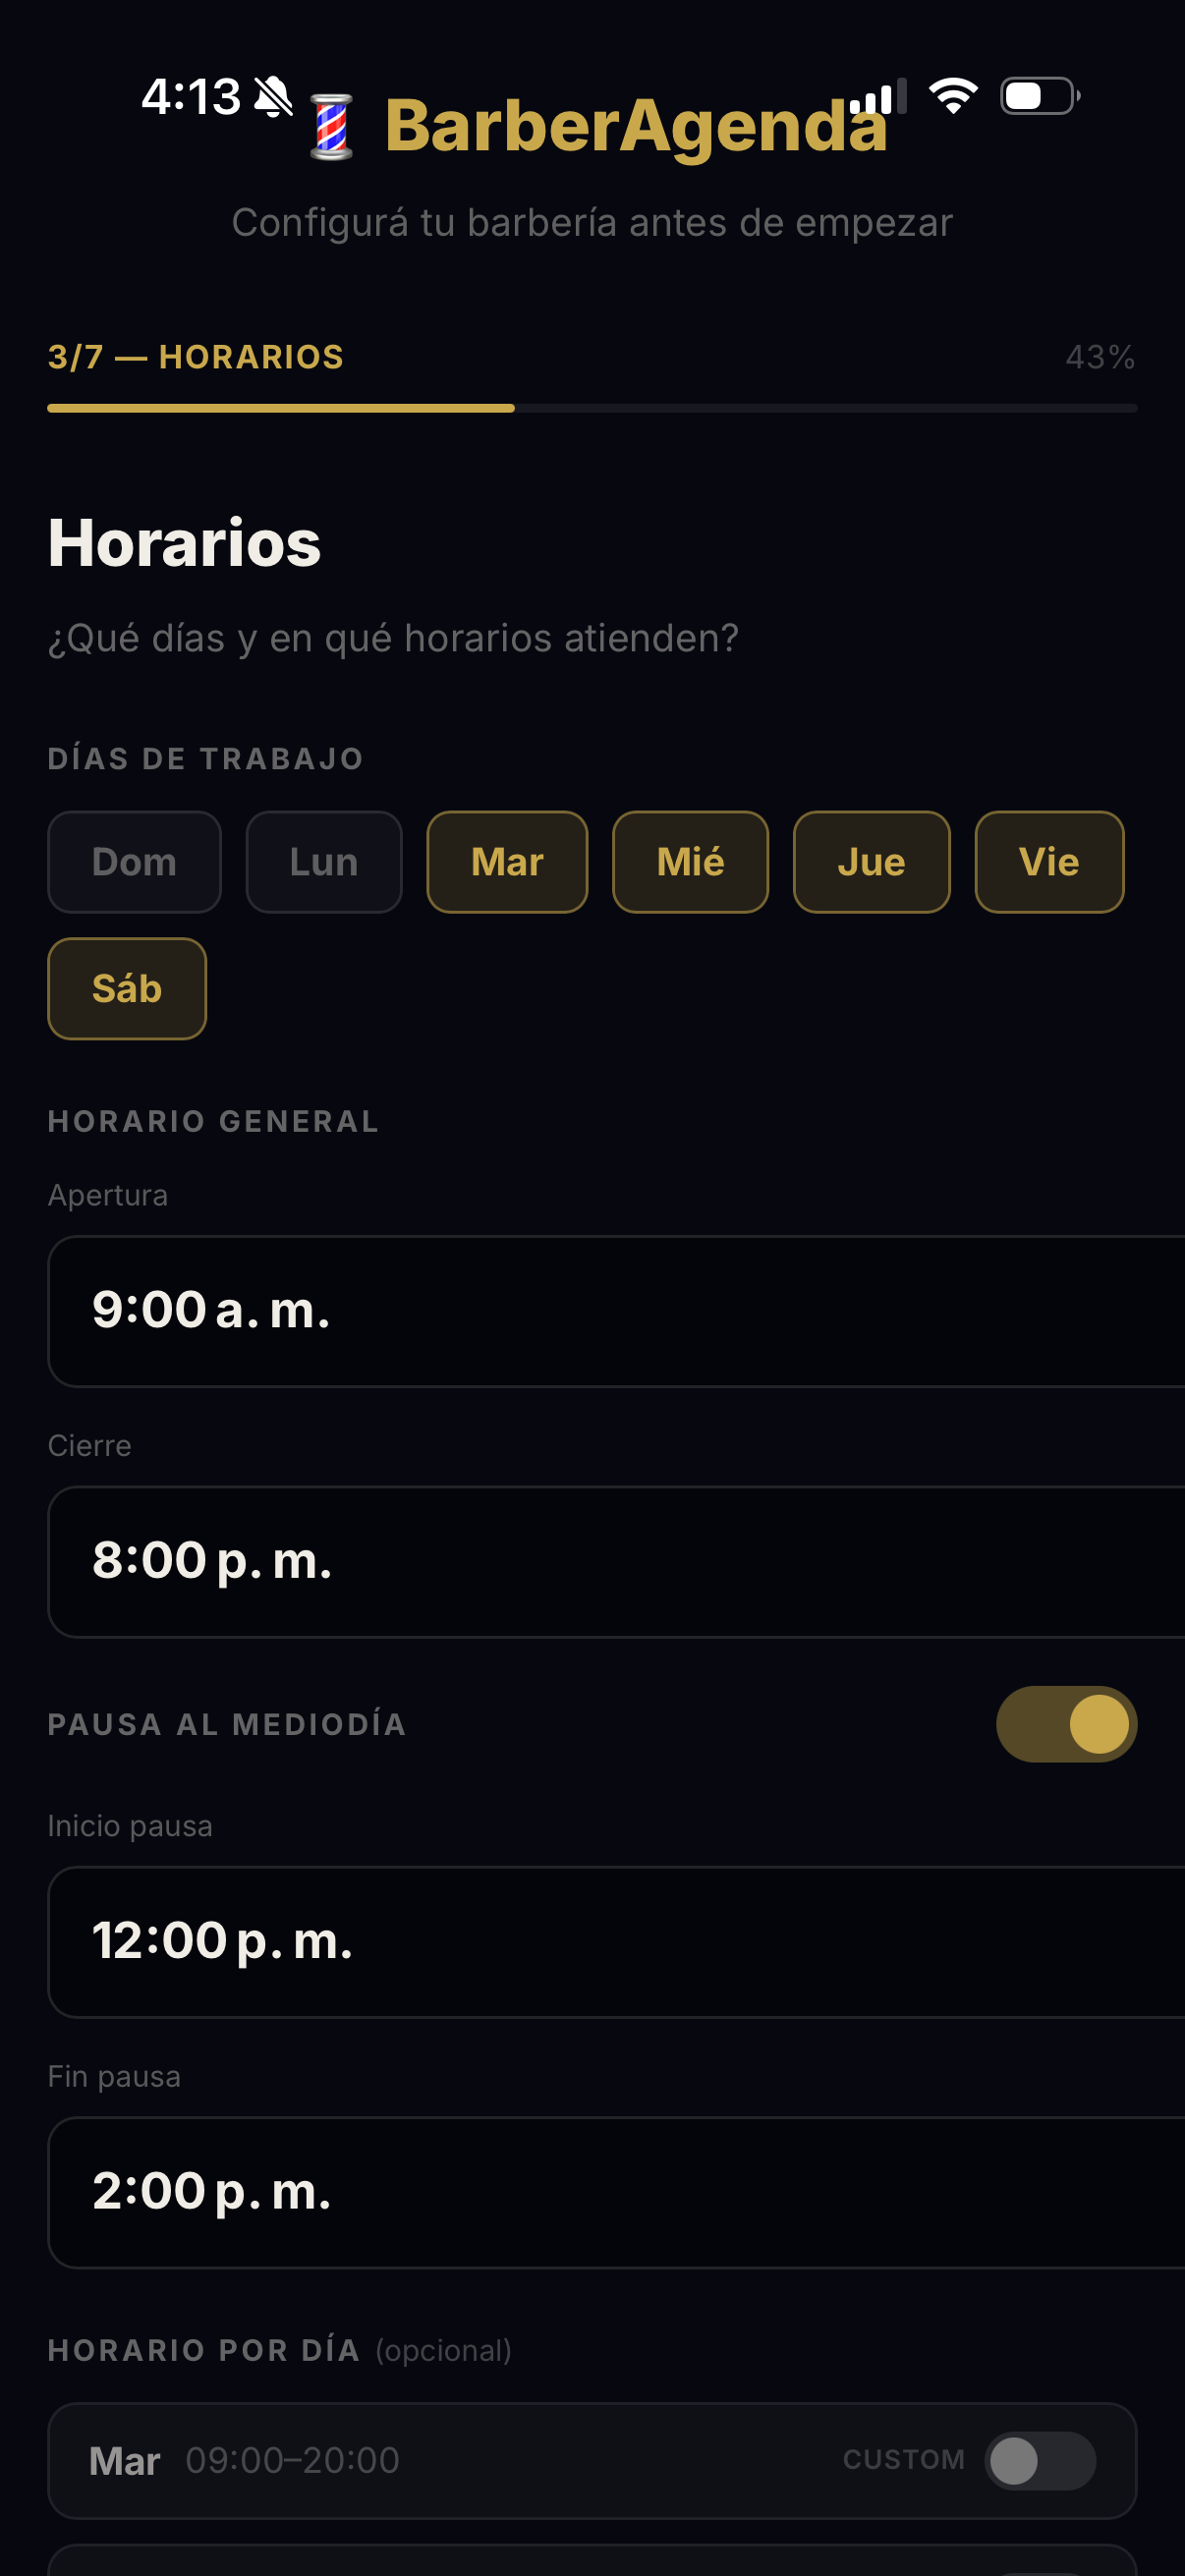 4:13
BarberAgenda
Configurá tu barbería antes de empezar
3/7 — HORARIOS 43%
Horarios
¿Qué días y en qué horarios atienden?
DÍAS DE TRABAJO
Dom Lun Mar Mié Jue Vie
Sáb
HORARIO GENERAL
Apertura
9:00 a. m.
Cierre
8:00 p. m.
PAUSA AL MEDIODÍA
Inicio pausa
12:00 p. m.
Fin pausa
2:00 p. m.
HORARIO POR DÍA (opcional)
Mar 09:00–20:00 CUSTOM